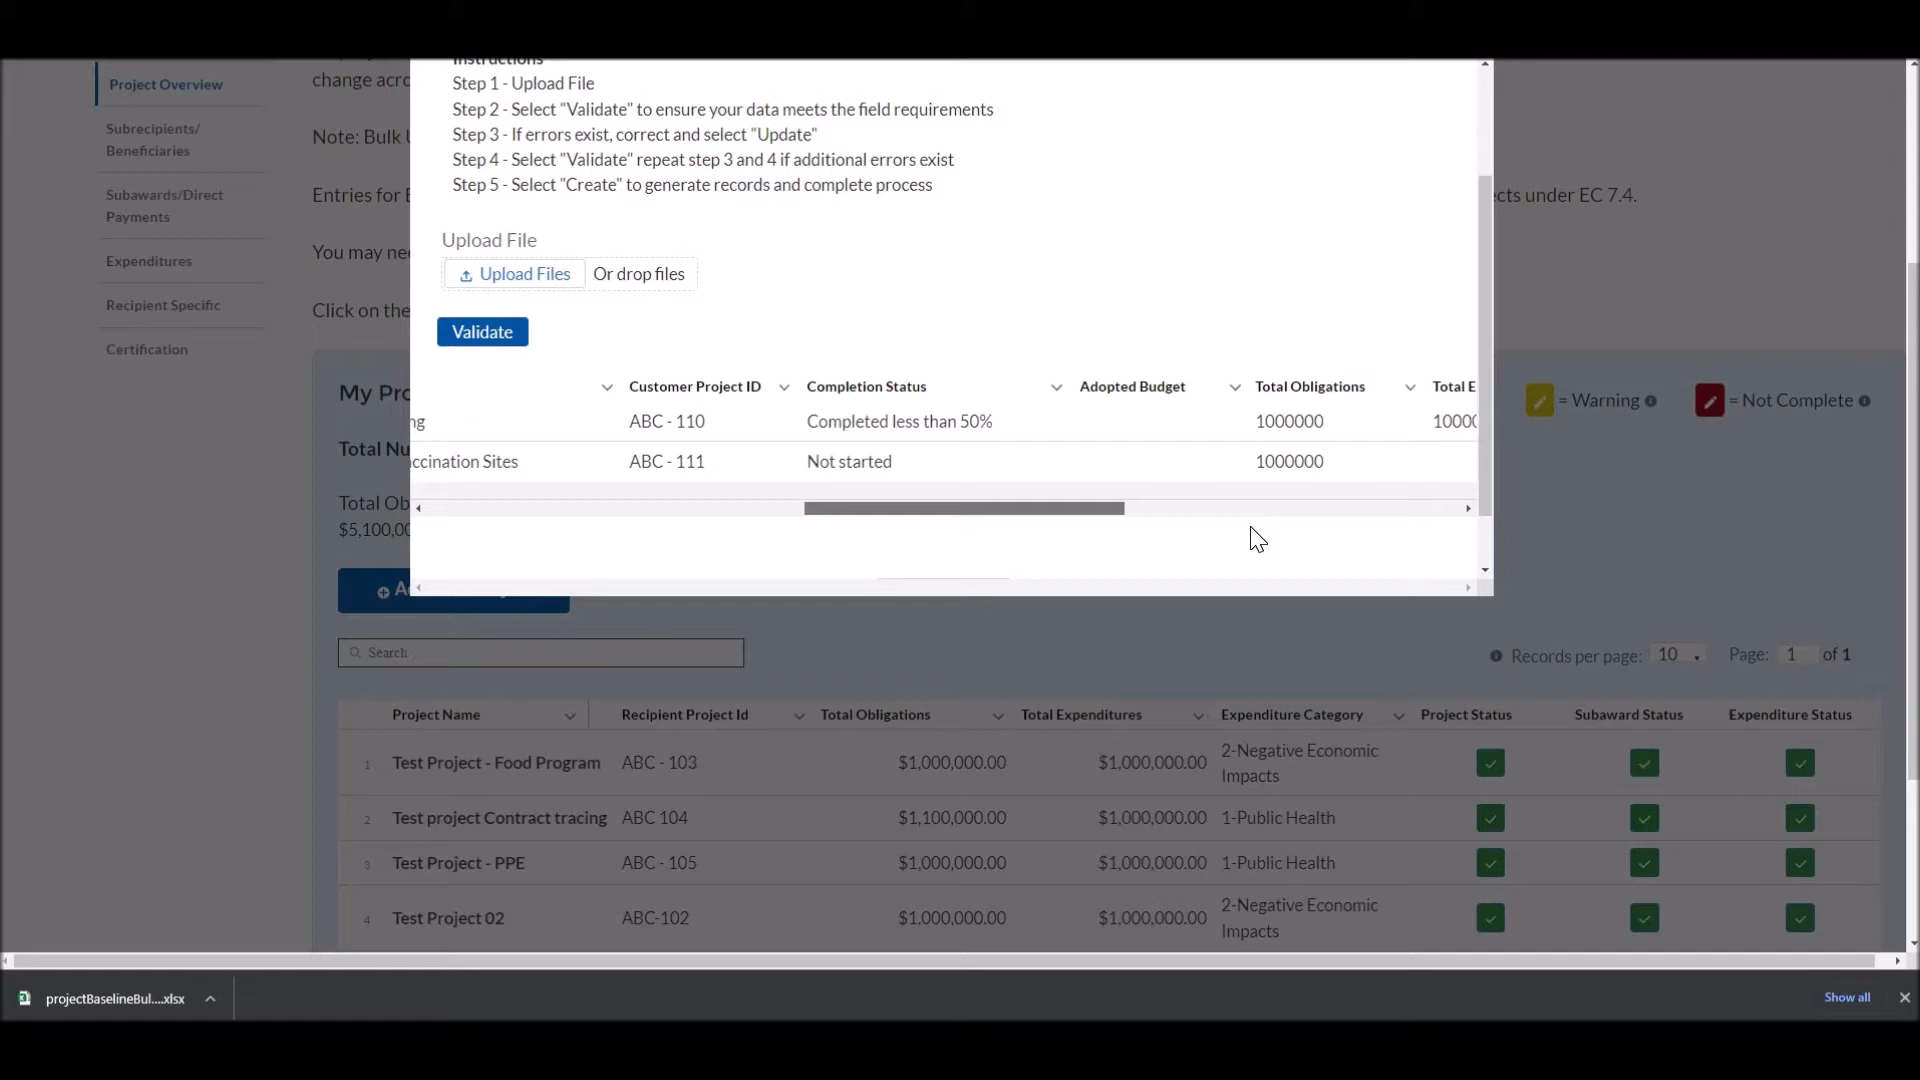 Instructions
Project Overview
change acro
Step 1 - Upload File
Step 2 - Select "Validate" to ensure your data meets the field requirements
Subrecipients/
Beneficiaries
Note: Bulk U
Step 3 - If errors exist, correct and select "Update"
Step 4 - Select "Validate" repeat step 3 and 4 if additional errors exist
Step 5 - Select "Create" to generate records and complete process
Subawards/Direct
Payments
Entries for E
cts under EC 7.4.
Upload File
You may nee
Expenditures
Upload Files Or drop files
Recipient Specific
Click on the
Validate
Certification
Customer Project ID Completion Status Adopted Budget Total Obligations Total E
ng ABC - 110 Completed less than 50% 1000000 10000
ccination Sites ABC - 111 Not started 1000000
My Pro
= Warning = Not Complete
Total Nu
Total Ob
$5,100,00
A
Search
Records per page: 10 Page: 1 of 1
Project Name Recipient Project Id Total Obligations Total Expenditures Expenditure Category Project Status Subaward Status Expenditure Status
1 Test Project - Food Program ABC - 103 $1,000,000.00 $1,000,000.00 2-Negative Economic
Impacts
2 Test project Contract tracing ABC 104 $1,100,000.00 $1,000,000.00 1-Public Health
3 Test Project - PPE ABC - 105 $1,000,000.00 $1,000,000.00 1-Public Health
4 Test Project 02 ABC-102 $1,000,000.00 $1,000,000.00 2-Negative Economic
Impacts
projectBaselineBul....xlsx
Show all